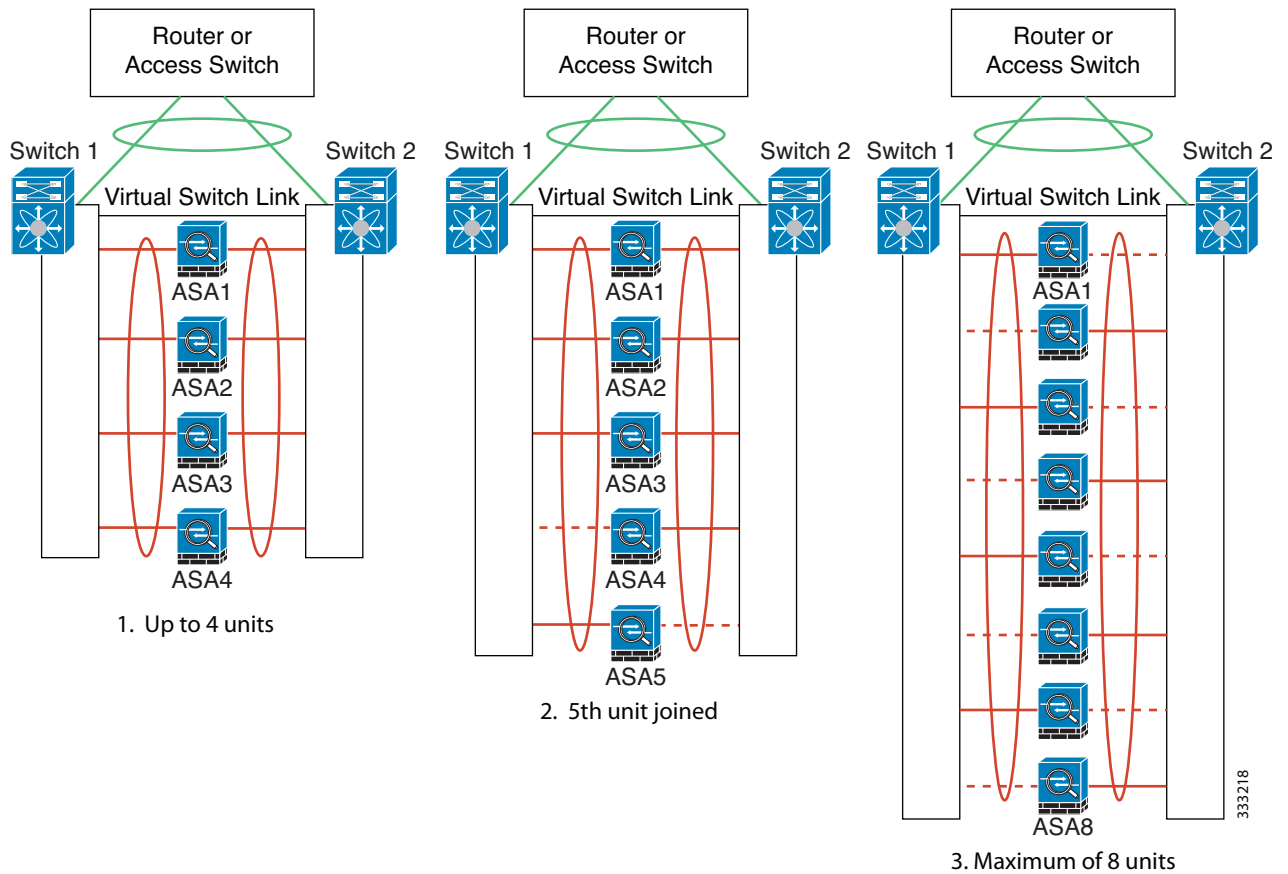 Router or
Access Switch
Switch 1
Switch 2
Virtual Switch Link
ASA1
ASA2
ASA3
ASA4
1. Up to 4 units
Router or
Access Switch
Switch 1
Switch 2
Virtual Switch Link
ASA1
ASA2
ASA3
ASA4
ASA5
2. 5th unit joined
Router or
Access Switch
Switch 1
Switch 2
Virtual Switch Link
ASA1
ASA8
3. Maximum of 8 units
333218